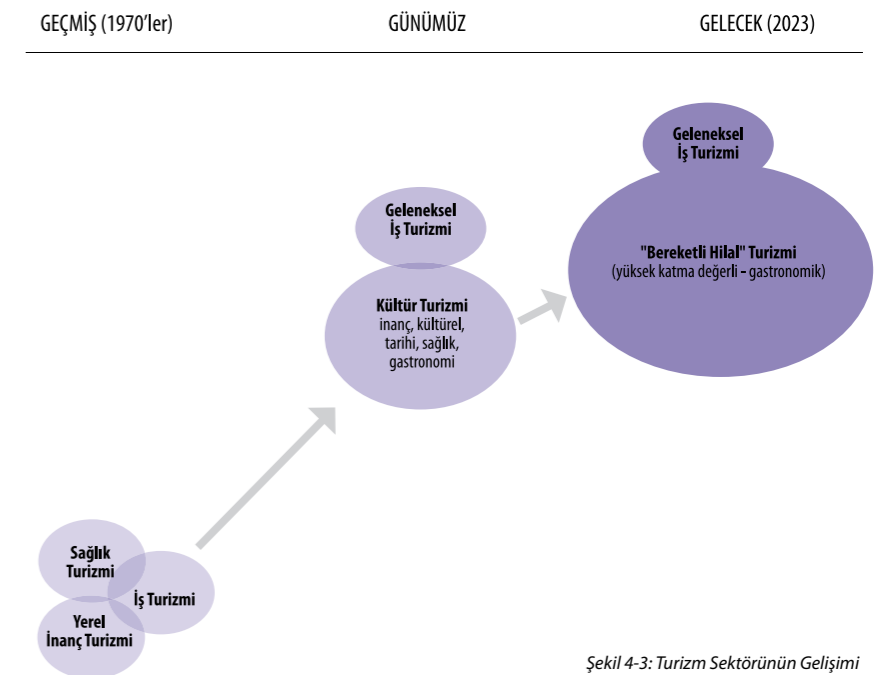 GEÇMİŞ (1970'ler)
GÜNÜMÜZ
GELECEK (2023)
Geleneksel
İş Turizmi
"Bereketli Hilal" Turizmi
(yüksek katma değerli - gastronomik)
Geleneksel
İş Turizmi
Kültür Turizmi
inanç, kültürel,
tarihi, sağlık,
gastronomi
Sağlık
Turizmi
İş Turizmi
Yerel
İnanç Turizmi
Şekil 4-3: Turizm Sektörünün Gelişimi